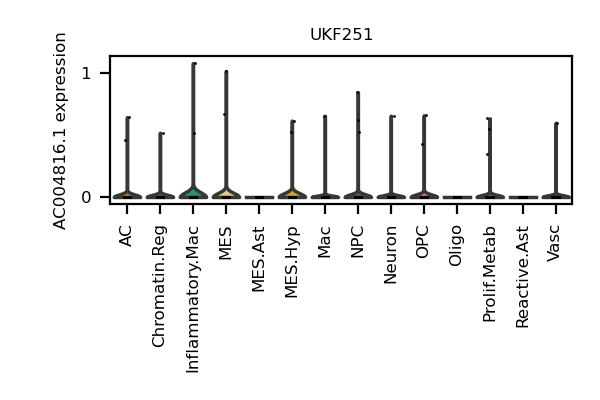 UKF251
AC004816.1 expression
1
0
AC
Chromatin.Reg
Inflammatory.Mac
MES
MES.Ast
MES.Hyp
Mac
NPC
Neuron
OPC
Oligo
Prolif.Metab
Reactive.Ast
Vasc